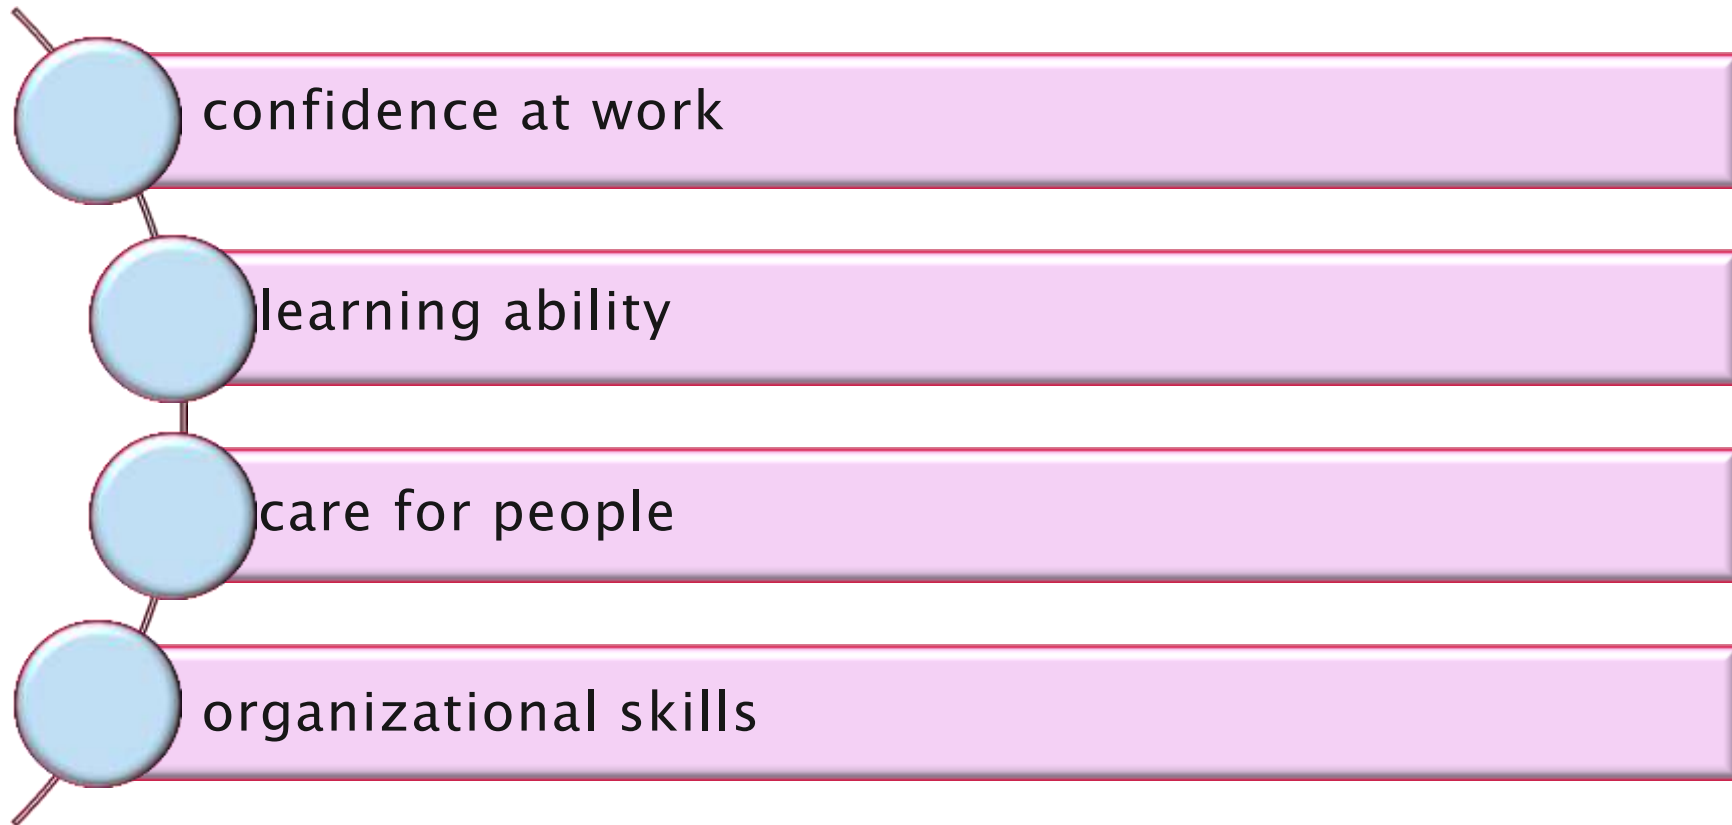 confidence at work
learning ability
care for people
organizational skills